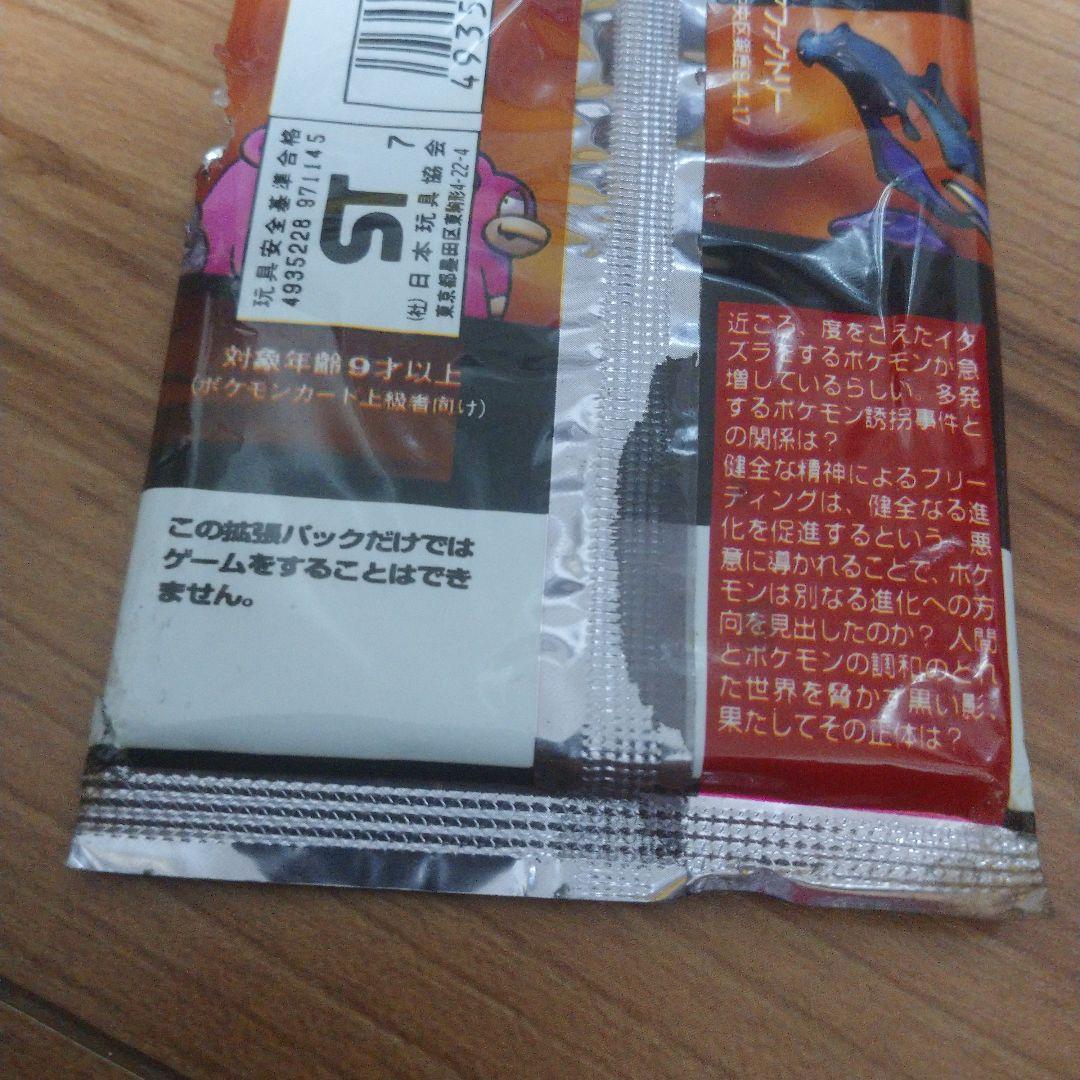 4935
玩具安全基準合格
4935228 971145
ST
7
(社)日本玩具協会
東京都墨田区東駒形4-22-4
対象年齢9才以上
(ポケモンカード上級者向け)
この拡張パックだけでは
ゲームをすることはでき
ません。
ファクトリー
4-17
近ごろ、度をこえたイタ
ズラをするポケモンが急
増しているらしい。多発
するポケモン誘拐事件と
の関係は?
健全な精神によるブリー
ディングは、健全なる進
化を促進するという。悪
意に導かれることで、ポケ
モンは別なる進化への方
向を見出したのか? 人間
とポケモンの調和のとれ
た世界を脅かす黒い影、
果たしてその正体は?